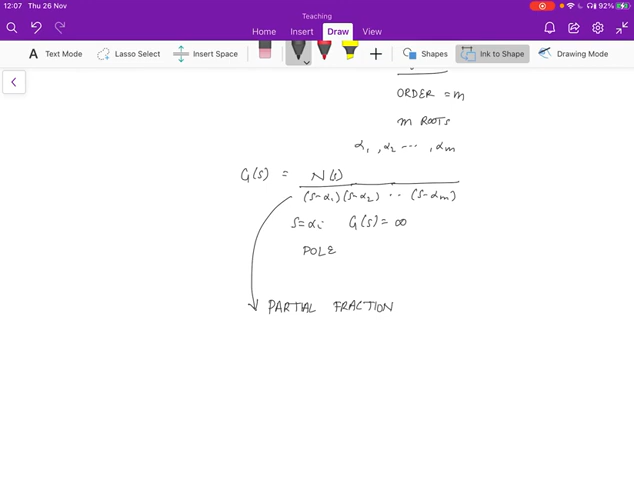 12:07 Thu 26 Nov
Teaching
92%
Home Insert Draw View
Text Mode Lasso Select Insert Space Shapes Ink to Shape Drawing Mode
ORDER = m
m ROOTS
α₁, α₂ ..., αm
G(s) = N(s)
(s-α₁)(s-α₂) .. (s-αm)
s=αᵢ G(s) = ∞
POLE
PARTIAL FRACTION